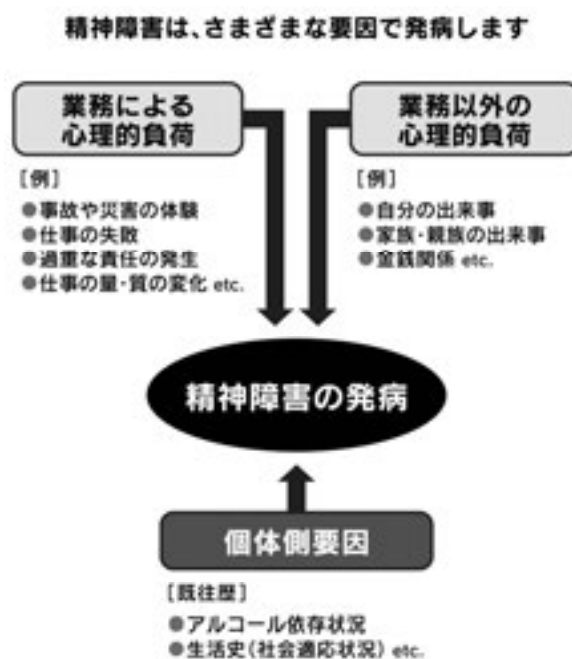 精神障害は、さまざまな要因で発病します
業務による
心理的負荷
[例]
●事故や災害の体験
●仕事の失敗
●過重な責任の発生
●仕事の量・質の変化 etc.
業務以外の
心理的負荷
[例]
●自分の出来事
●家族・親族の出来事
●金銭関係 etc.
精神障害の発病
個体側要因
[既往歴]
●アルコール依存状況
●生活史(社会適応状況) etc.